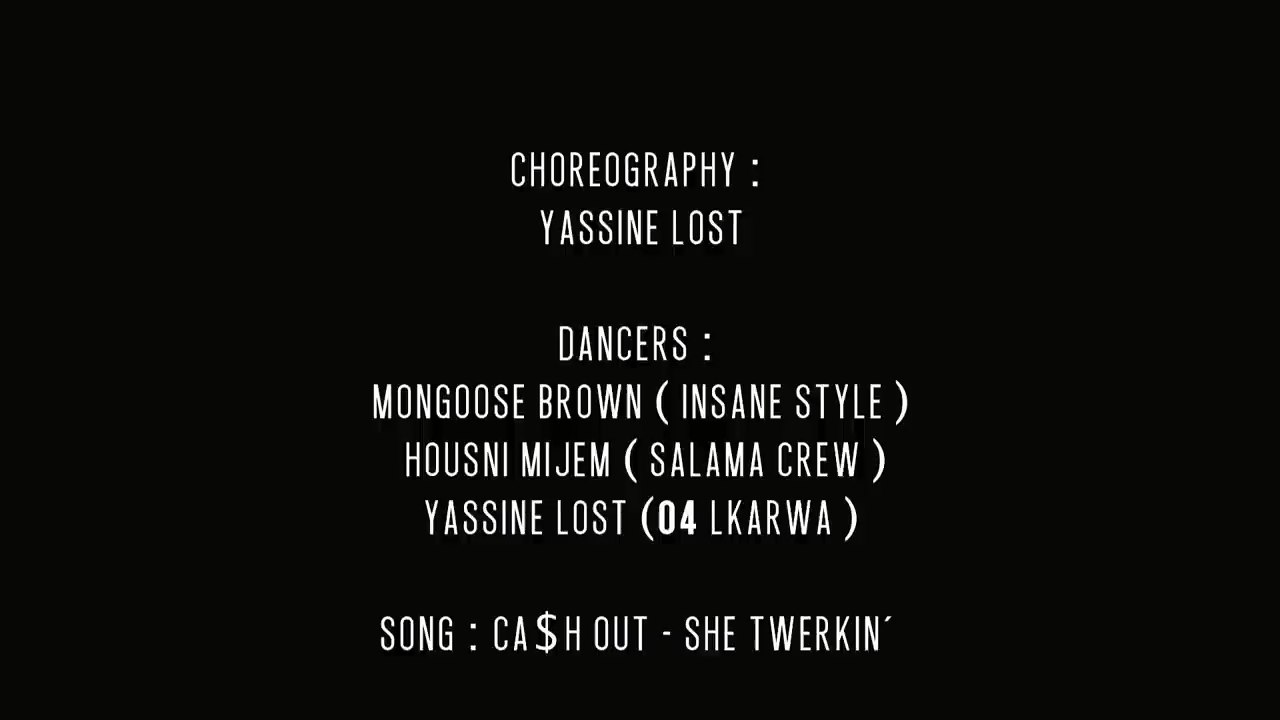 CHOREOGRAPHY :
YASSINE LOST
DANCERS :
MONGOOSE BROWN ( INSANE STYLE )
HOUSNI MIJEM ( SALAMA CREW )
YASSINE LOST (04 LKARWA )
SONG : CA$H OUT - SHE TWERKIN´